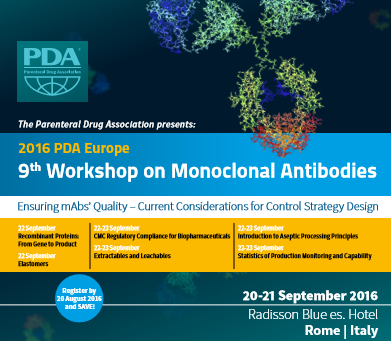 PDA®
Parenteral Drug Association
The Parenteral Drug Association presents:
2016 PDA Europe
9th Workshop on Monoclonal Antibodies
Ensuring mAbs' Quality – Current Considerations for Control Strategy Design
22 September
Recombinant Proteins:
From Gene to Product
22 September
Elastomers
22-23 September
CMC Regulatory Compliance for Biopharmaceuticals
22-23 September
Extractables and Leachables
22-23 September
Introduction to Aseptic Processing Principles
22-23 September
Statistics of Production Monitoring and Capability
Register by
20 August 2016
and SAVE!
20-21 September 2016
Radisson Blue es. Hotel
Rome | Italy